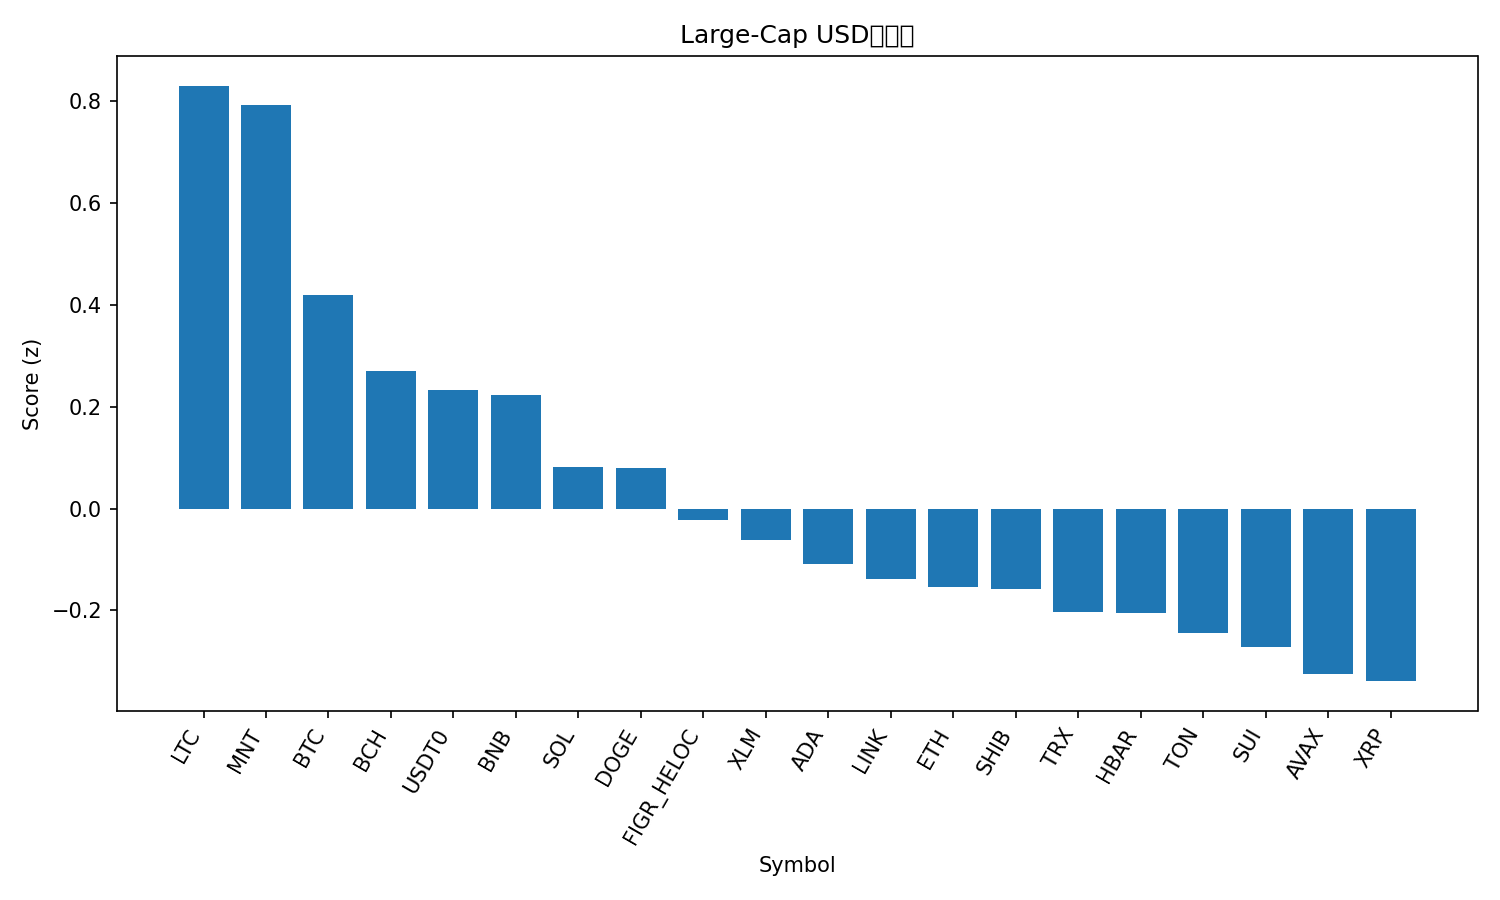 Large-Cap USD
0.8
0.6
0.4
0.2
0.0
−0.2
Score (z)
LTC
MNT
BTC
BCH
USDT0
BNB
SOL
DOGE
FIGR_HELOC
XLM
ADA
LINK
ETH
SHIB
TRX
HBAR
TON
SUI
AVAX
XRP
Symbol